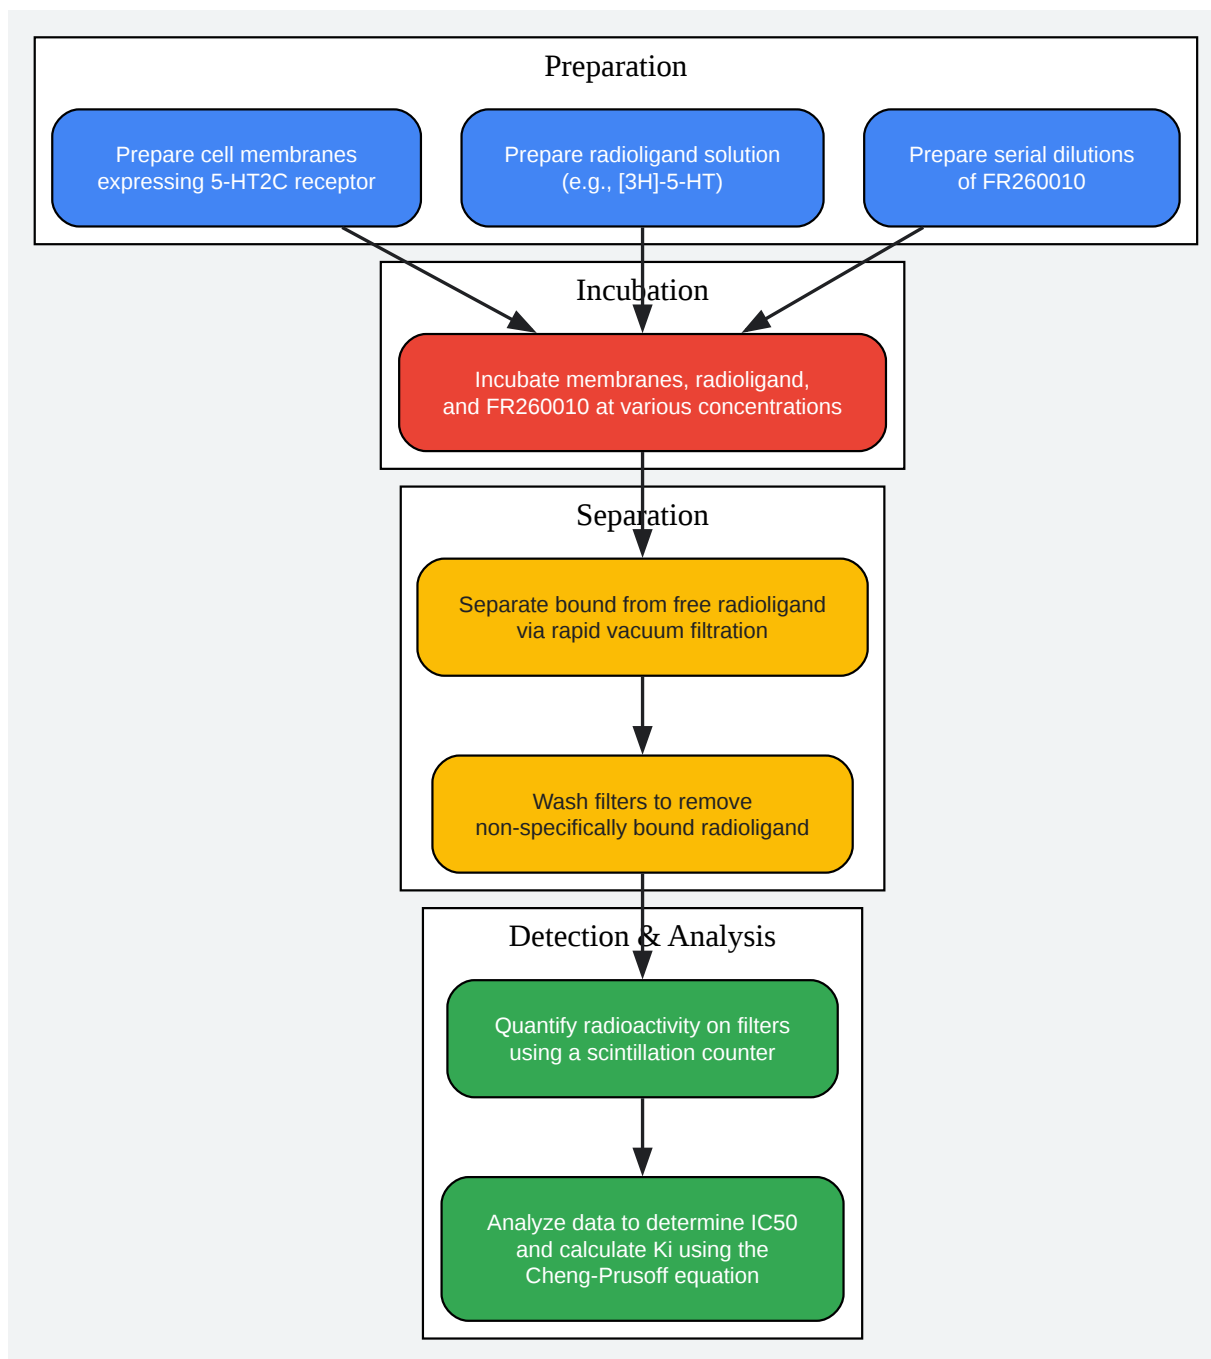 Preparation
Prepare cell membranes
expressing 5-HT2C receptor
Prepare radioligand solution
(e.g., [3H]-5-HT)
Prepare serial dilutions
of FR260010
Incubation
Incubate membranes, radioligand,
and FR260010 at various concentrations
Separation
Separate bound from free radioligand
via rapid vacuum filtration
Wash filters to remove
non-specifically bound radioligand
Detection & Analysis
Quantify radioactivity on filters
using a scintillation counter
Analyze data to determine IC50
and calculate Ki using the
Cheng-Prusoff equation